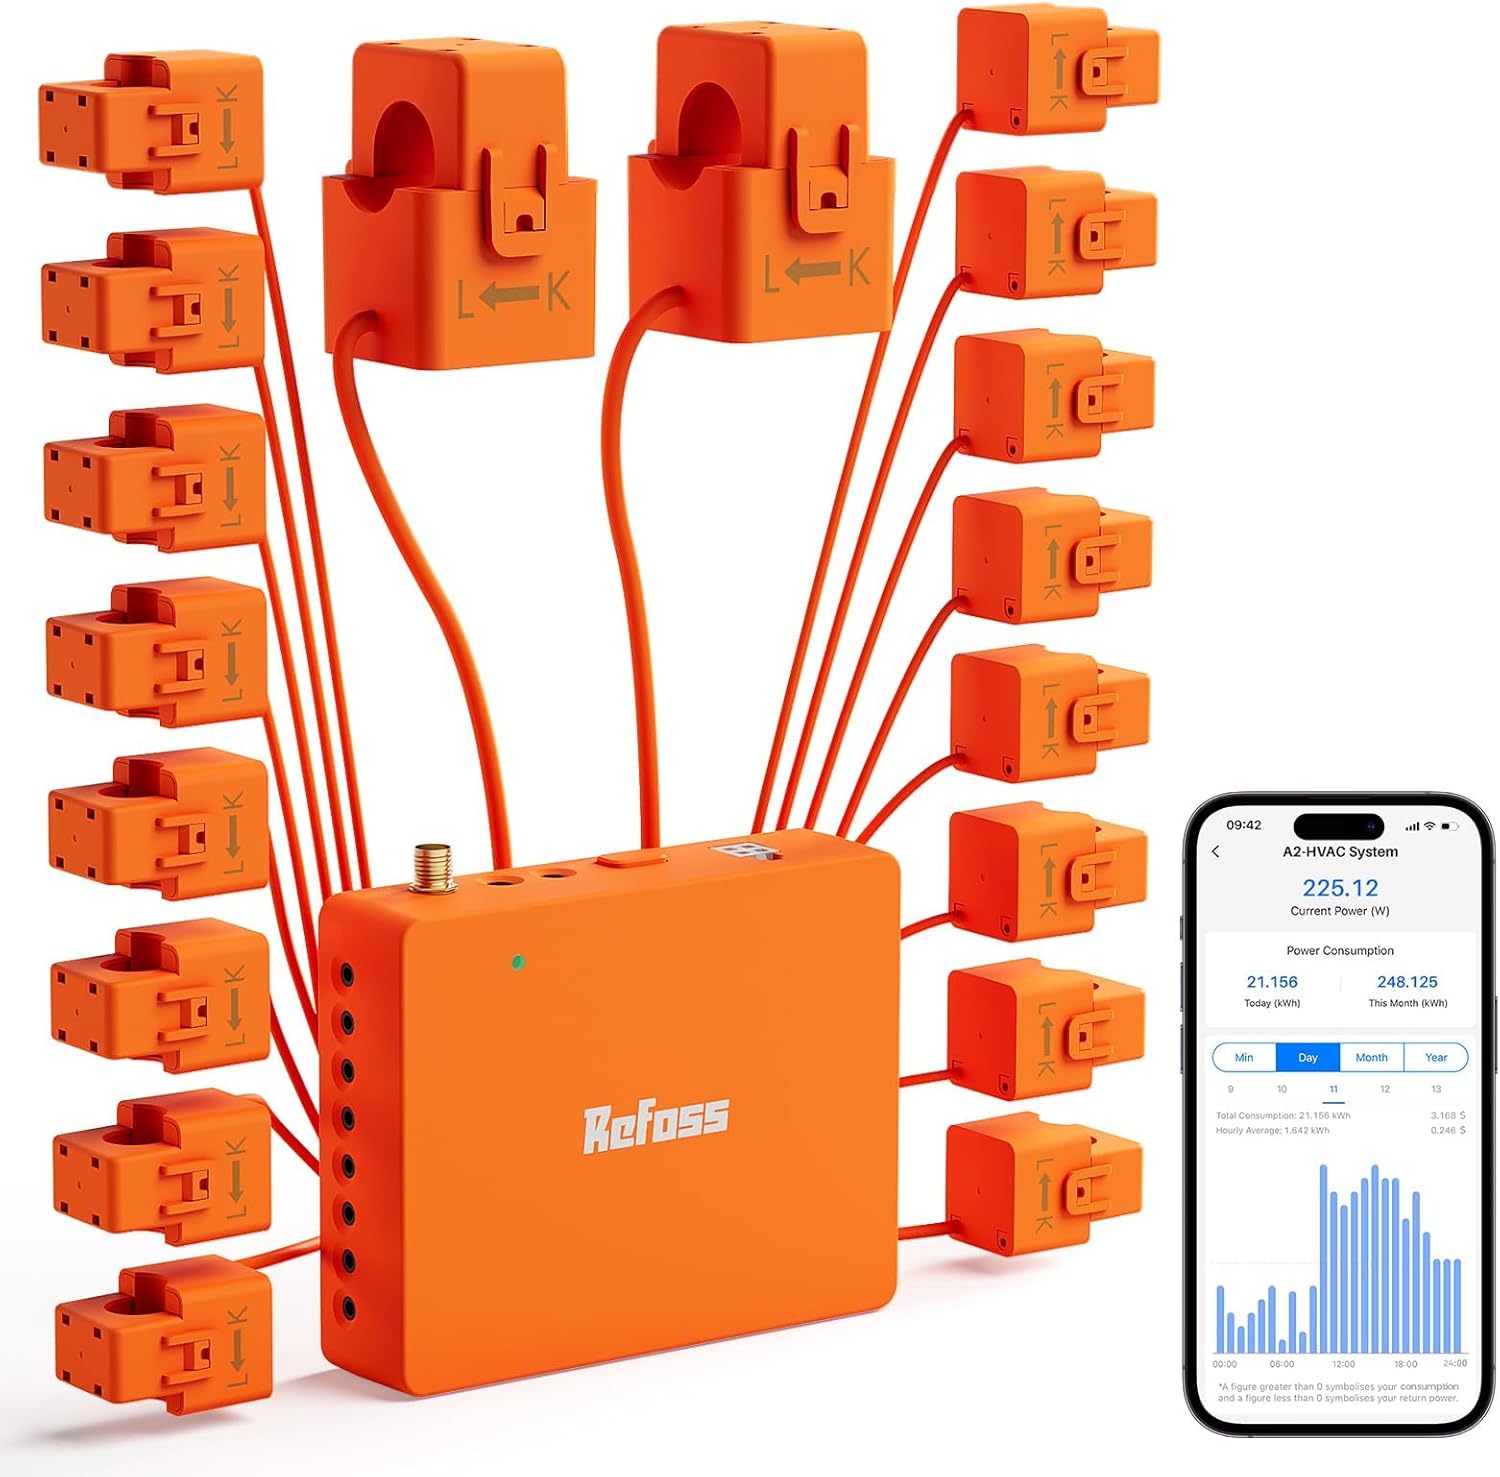 L K
L K
K L
K L
K L
K L
K L
K L
K L
K L
L K
L K
L K
L K
L K
L K
L K
L K
Refoss
09:42
A2-HVAC System
225.12
Current Power (W)
Power Consumption
21.156 248.125
Today (kWh) This Month (kWh)
Min Day Month Year
9 10 11 12 13
Total Consumption: 21.156 kWh 3.168 $
Hourly Average: 1.642 kWh 0.246 $
00:00 06:00 12:00 18:00 24:00
*A figure greater than 0 symbolises your consumption
and a figure less than 0 symbolises your return power.